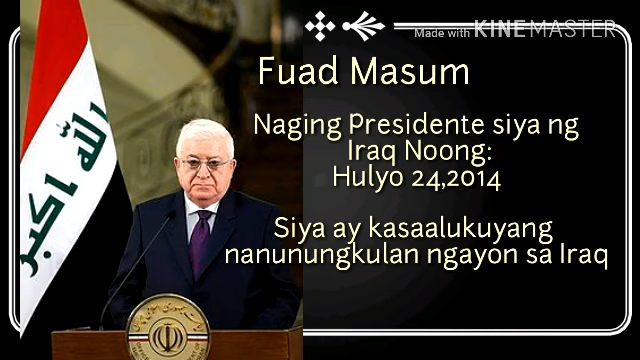 Made with KINEMASTER
Fuad Masum
Naging Presidente siya ng
Iraq Noong:
Hulyo 24,2014
Siya ay kasaalukuyang
nanunungkulan ngayon sa Iraq
الله
اكبر